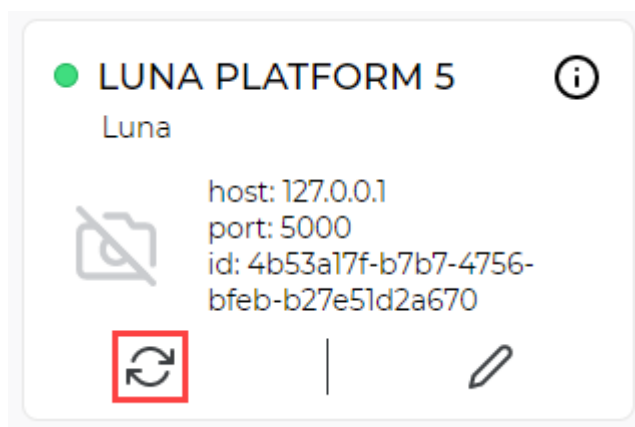 LUNA PLATFORM 5
Luna
host: 127.0.0.1
port: 5000
id: 4b53a17f-b7b7-4756-
bfeb-b27e51d2a670